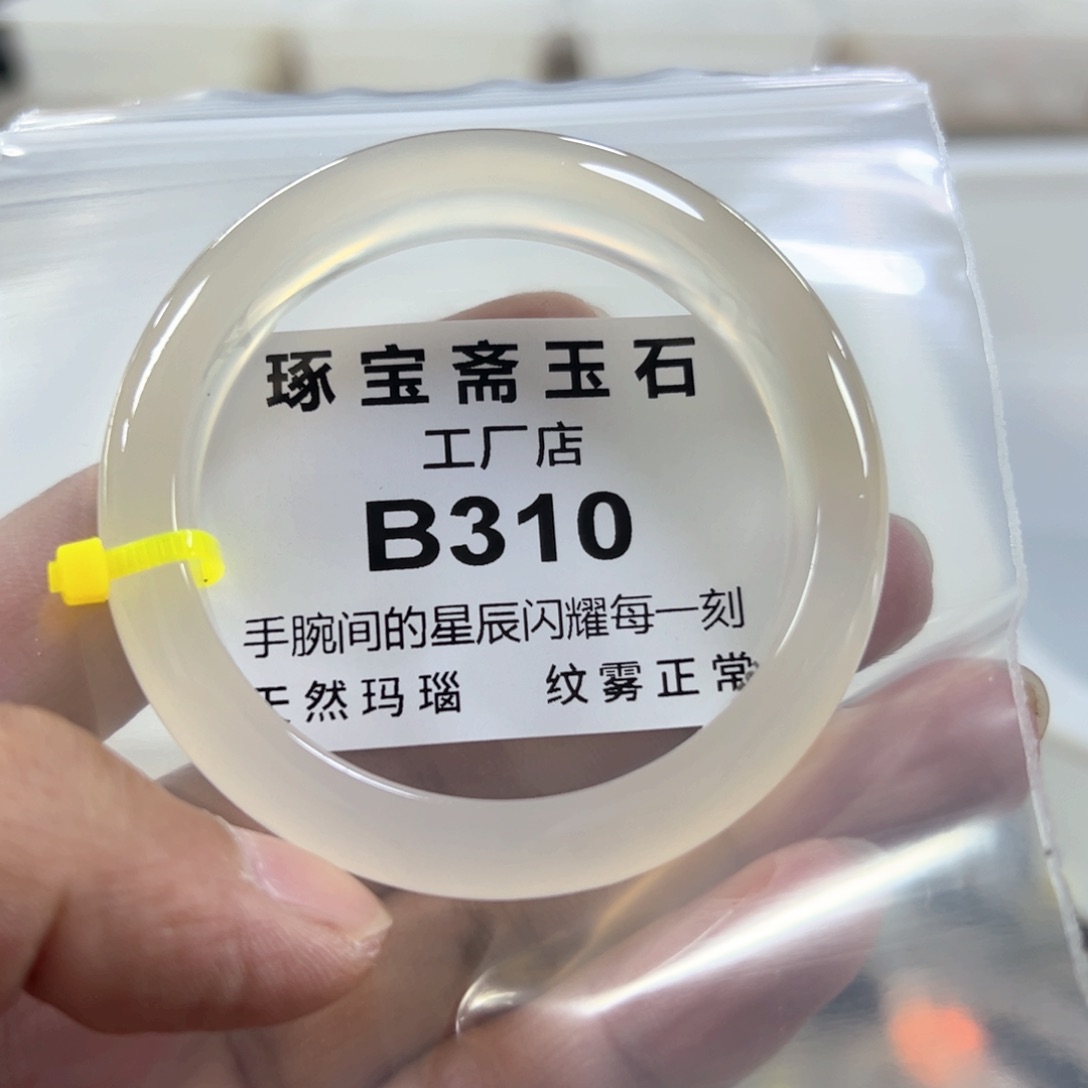 琢宝斋玉石
工厂店
B310
手腕间的星辰闪耀每一刻
天然玛瑙 纹雾正常